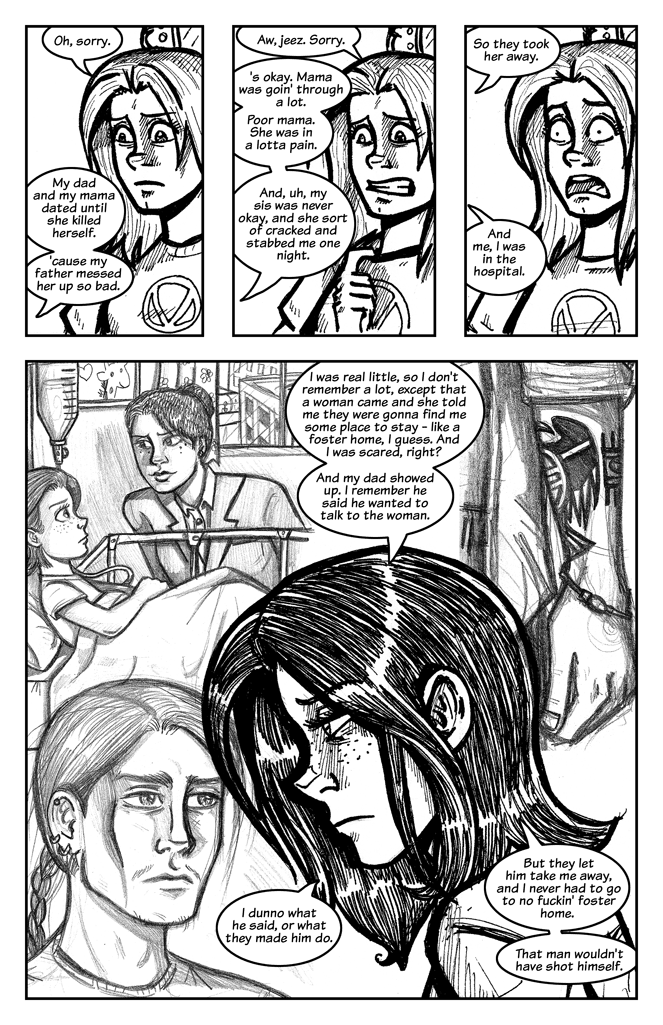 Oh, sorry.
My dad
and my mama
dated until
she killed
herself.
'cause my
father messed
her up so bad.
Aw, jeez. Sorry.
's okay. Mama
was goin' through
a lot.
Poor mama.
She was in
a lotta pain.
And, uh, my
sis was never
okay, and she sort
of cracked and
stabbed me one
night.
So they took
her away.
And
me, I was
in the
hospital.
I was real little, so I don't
remember a lot, except that
a woman came and she told
me they were gonna find me
some place to stay - like a
foster home, I guess. And
I was scared, right?
And my dad showed
up. I remember he
said he wanted to
talk to the woman.
I dunno what
he said, or what
they made him do.
But they let
him take me away,
and I never had to go
to no fuckin' foster
home.
That man wouldn't
have shot himself.